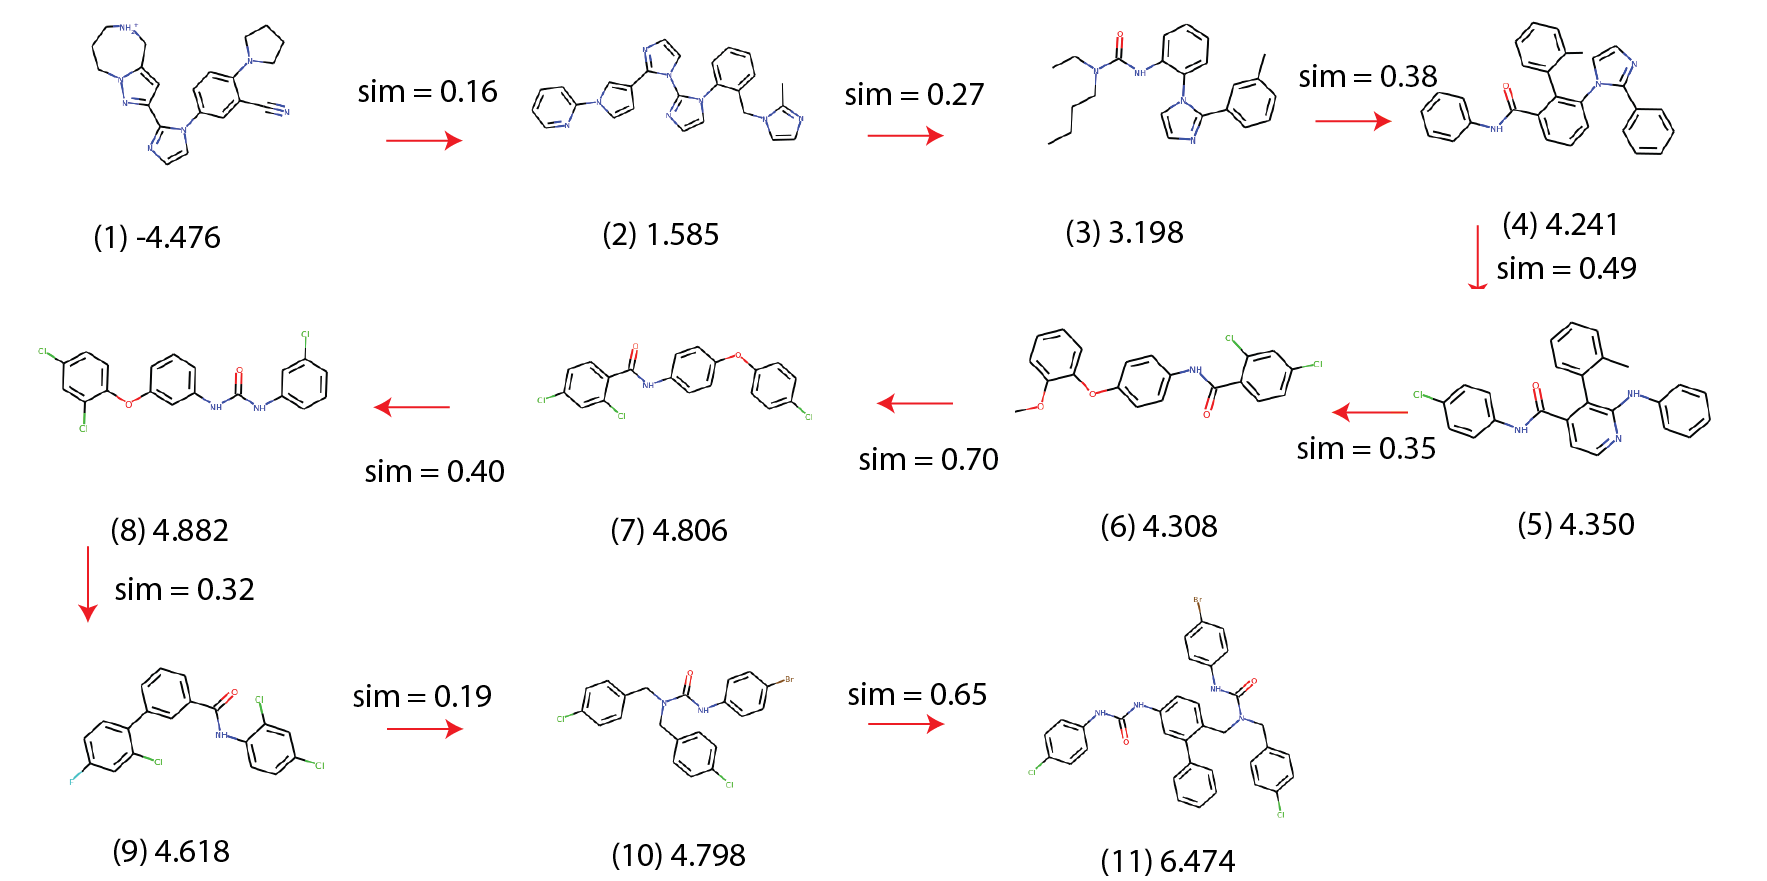 sim = 0.16
sim = 0.27
sim = 0.38
(1) -4.476
(2) 1.585
(3) 3.198
(4) 4.241
sim = 0.49
sim = 0.40
sim = 0.70
sim = 0.35
(8) 4.882
(7) 4.806
(6) 4.308
(5) 4.350
sim = 0.32
sim = 0.19
sim = 0.65
(9) 4.618
(10) 4.798
(11) 6.474